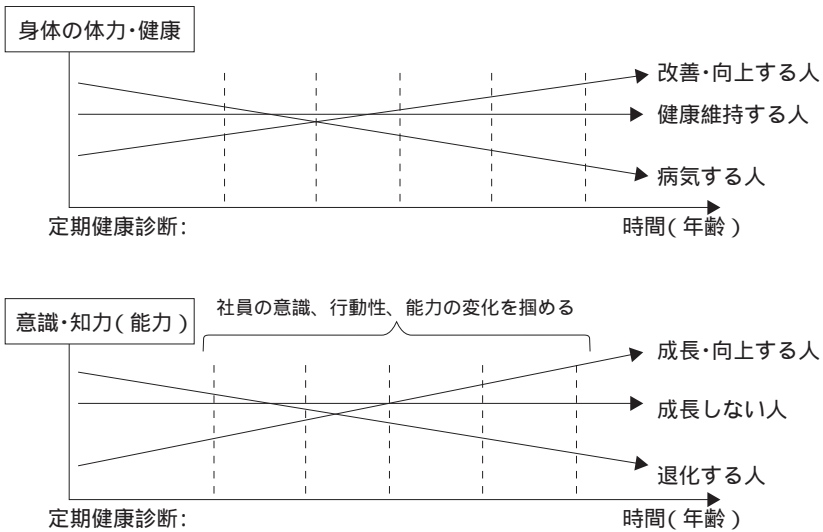 身体の体力・健康
改善・向上する人
健康維持する人
病気する人
定期健康診断:
時間(年齢)
意識・知力(能力)
社員の意識、行動性、能力の変化を掴める
成長・向上する人
成長しない人
退化する人
定期健康診断:
時間(年齢)